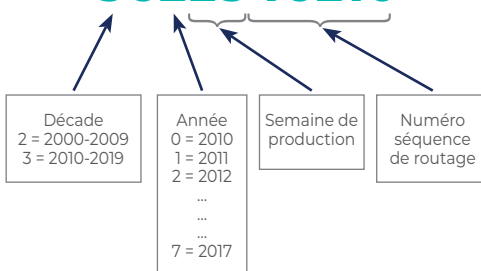 Décade
2 = 2000-2009
3 = 2010-2019
Année
0 = 2010
1 = 2011
2 = 2012
...
...
...
7 = 2017
Semaine de
production
Numéro
séquence
de routage